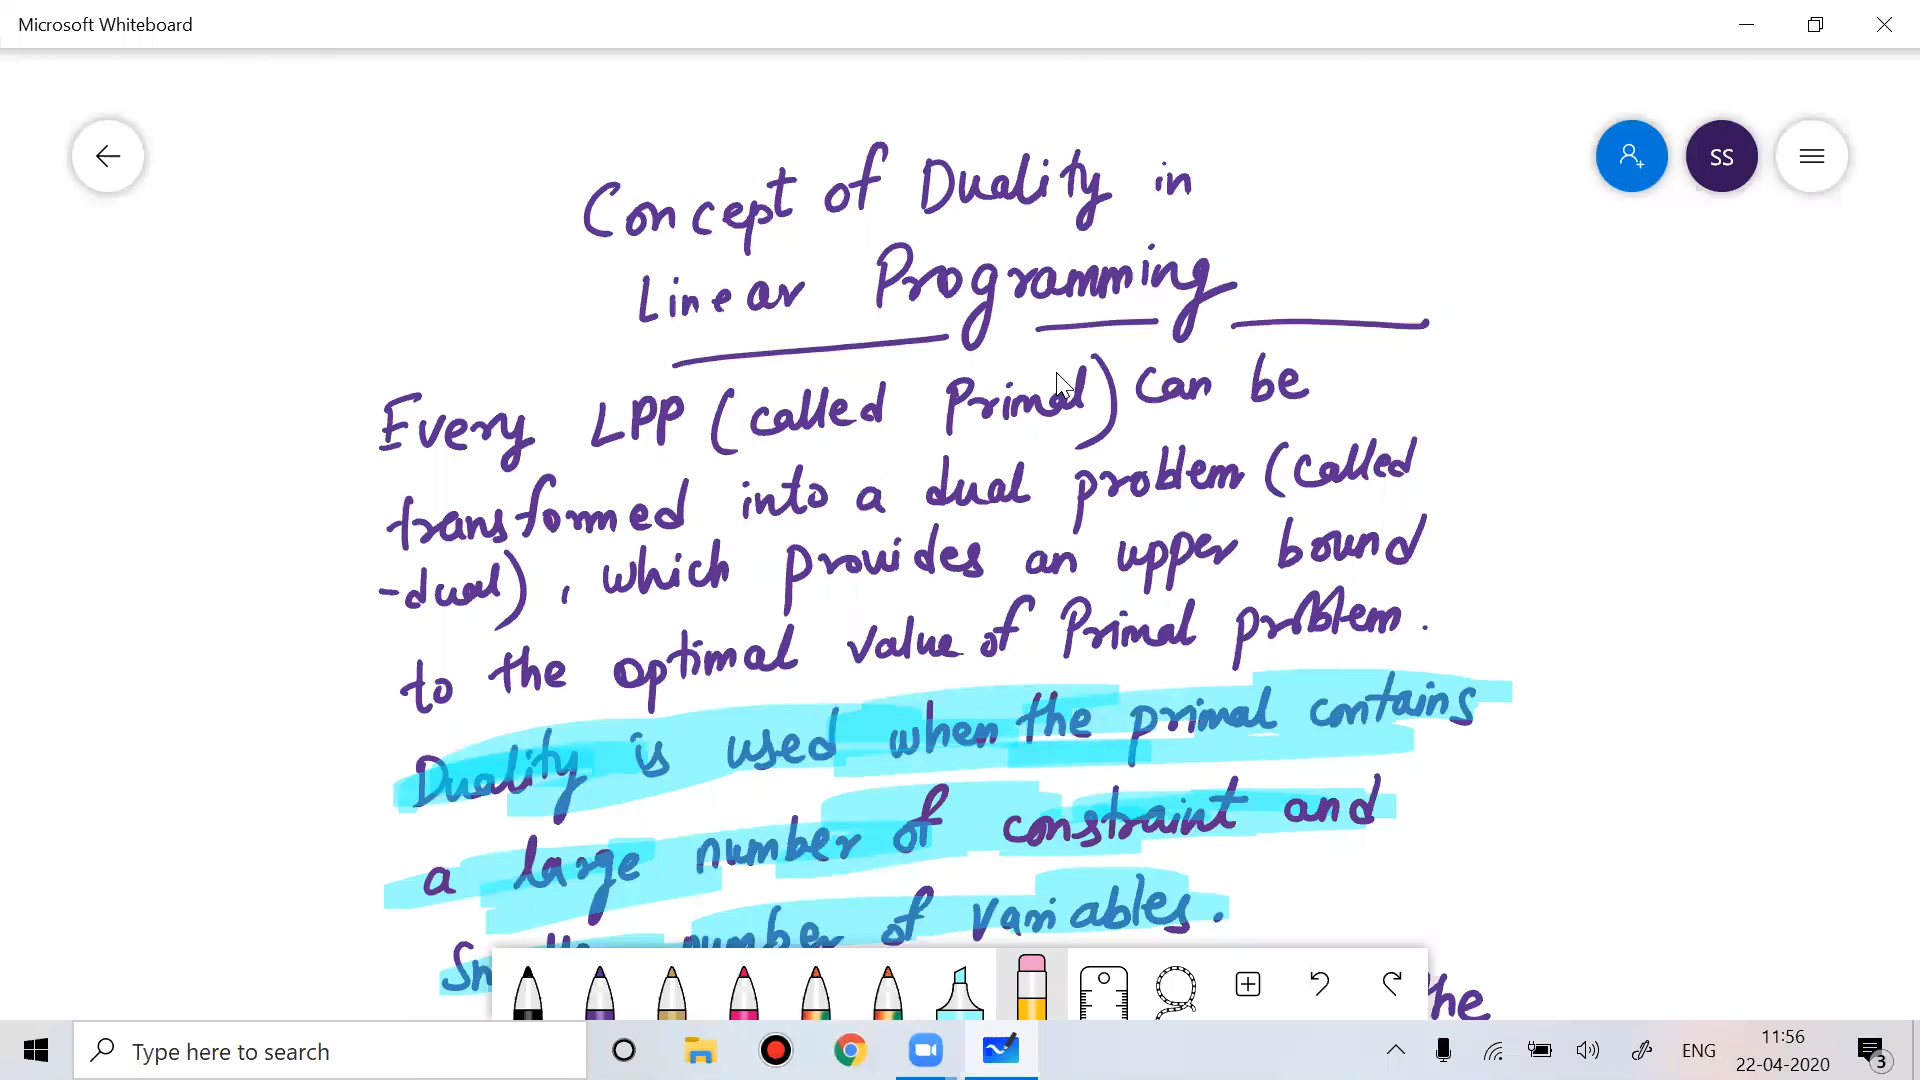 Microsoft Whiteboard
SS
Concept of Duality in
Linear Programming
Every LPP (called Primal) can be
transformed into a dual problem (called
-dual), which provides an upper bound
to the optimal value of Primal problem.
Duality is used when the primal contains
a large number of constraint and
number of variables.
the
Type here to search
ENG
11:56
22-04-2020
3